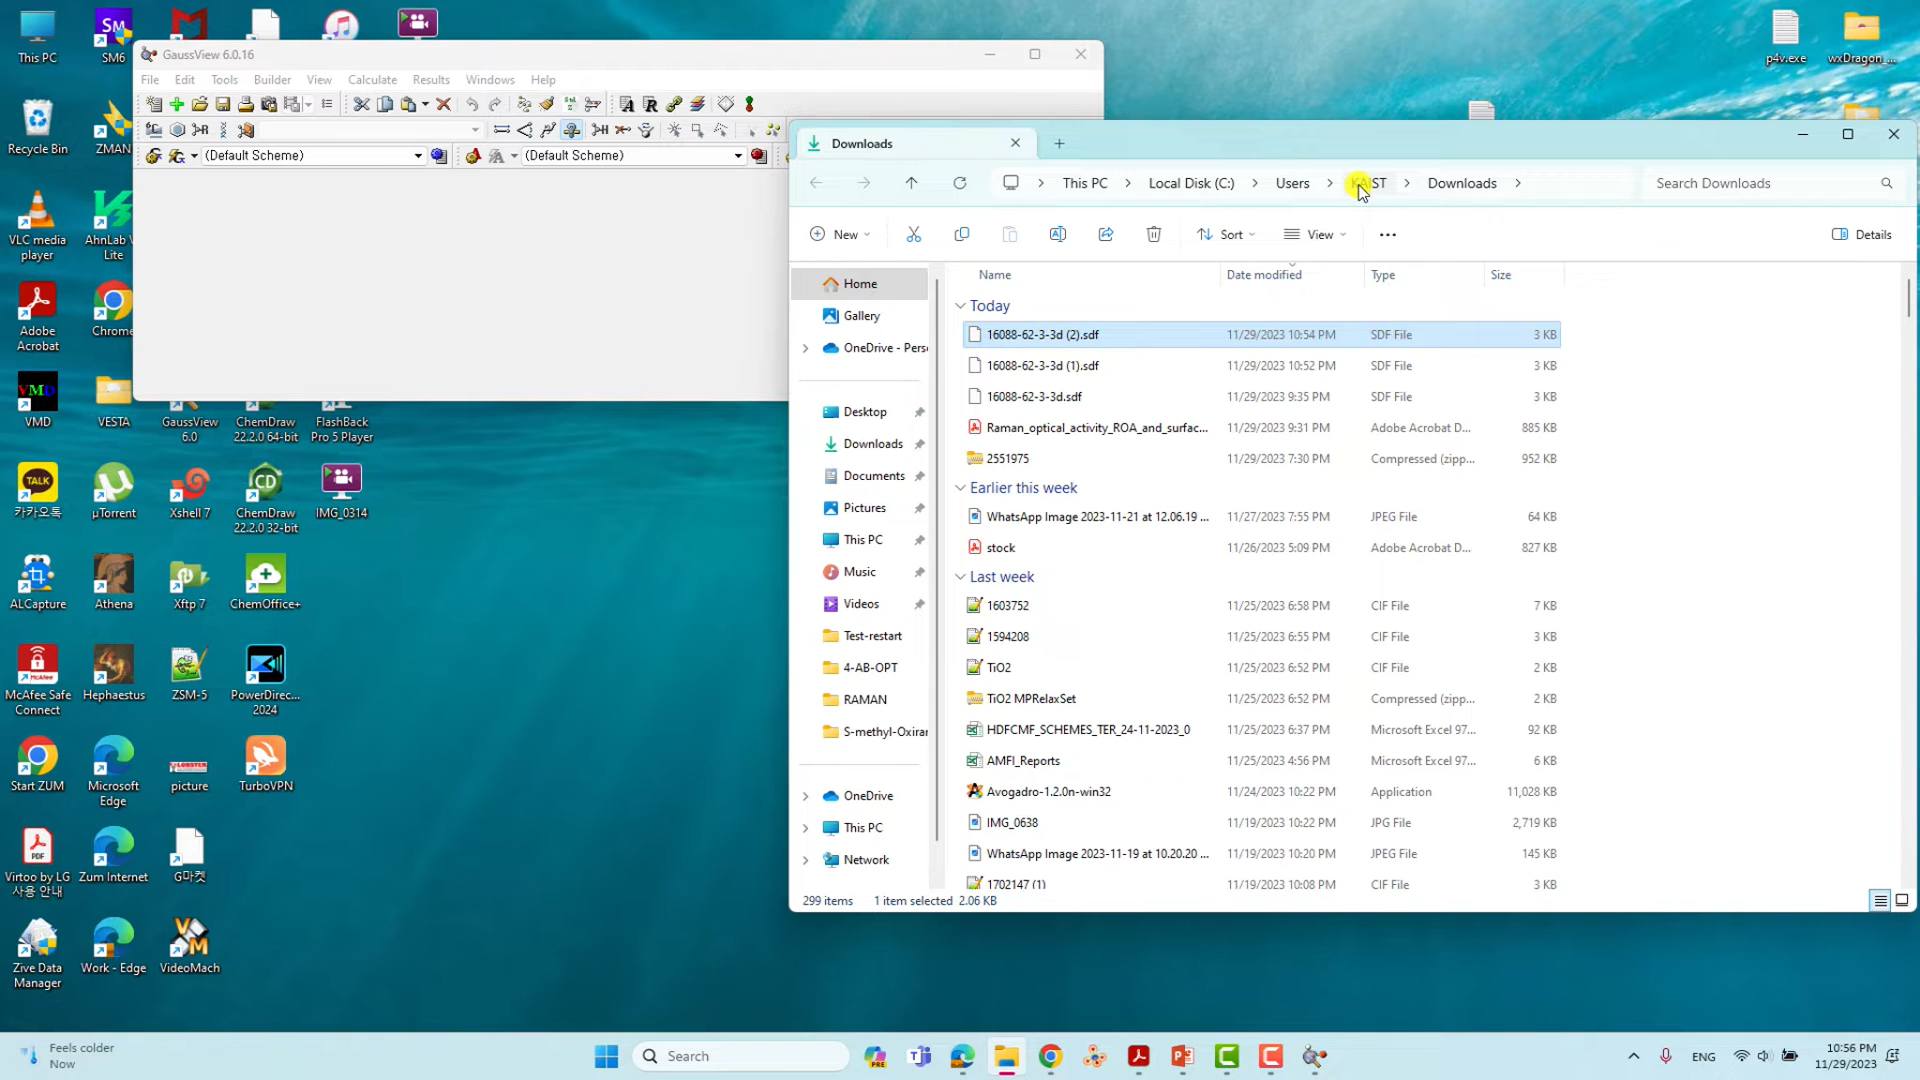 This PC
SM
SM6
p4v.exe
wxDragon_...
Recycle Bin
ZMAN
VLC media
player
AhnLab V
Lite
Adobe
Acrobat
Chrome
VMD
VMD
VESTA
GaussView
6.0
ChemDraw
22.2.0 64-bit
FlashBack
Pro 5 Player
TALK
카카오톡
µTorrent
Xshell 7
CD
ChemDraw
22.2.0 32-bit
IMG_0314
ALCapture
Athena
Xftp 7
ChemOffice+
McAfee Safe
Connect
Hephaestus
ZSM-5
PowerDirec...
2024
Start ZUM
Microsoft
Edge
LOBSTER
picture
TurboVPN
PDF
Virtoo by LG
사용 안내
Zum Internet
G마켓
Zive Data
Manager
Work - Edge
VideoMach
GaussView 6.0.16
File Edit Tools Builder View Calculate Results Windows Help
(Default Scheme) (Default Scheme)
Downloads
This PC > Local Disk (C:) > Users > KAIST > Downloads >
Search Downloads
New Sort View ... Details
Home
Gallery
OneDrive - Perso
Desktop
Downloads
Documents
Pictures
This PC
Music
Videos
Test-restart
4-AB-OPT
RAMAN
S-methyl-Oxiran
OneDrive
This PC
Network
Name Date modified Type Size
Today
16088-62-3-3d (2).sdf 11/29/2023 10:54 PM SDF File 3 KB
16088-62-3-3d (1).sdf 11/29/2023 10:52 PM SDF File 3 KB
16088-62-3-3d.sdf 11/29/2023 9:35 PM SDF File 3 KB
Raman_optical_activity_ROA_and_surfac... 11/29/2023 9:31 PM Adobe Acrobat D... 885 KB
2551975 11/29/2023 7:30 PM Compressed (zipp... 952 KB
Earlier this week
WhatsApp Image 2023-11-21 at 12.06.19 ... 11/27/2023 7:55 PM JPEG File 64 KB
stock 11/26/2023 5:09 PM Adobe Acrobat D... 827 KB
Last week
1603752 11/25/2023 6:58 PM CIF File 7 KB
1594208 11/25/2023 6:55 PM CIF File 3 KB
TiO2 11/25/2023 6:52 PM CIF File 2 KB
TiO2 MPRelaxSet 11/25/2023 6:52 PM Compressed (zipp... 2 KB
HDFCMF_SCHEMES_TER_24-11-2023_0 11/25/2023 6:37 PM Microsoft Excel 97... 92 KB
AMFI_Reports 11/25/2023 4:56 PM Microsoft Excel 97... 6 KB
Avogadro-1.2.0n-win32 11/24/2023 10:22 PM Application 11,028 KB
IMG_0638 11/19/2023 10:22 PM JPG File 2,719 KB
WhatsApp Image 2023-11-19 at 10.20.20 ... 11/19/2023 10:20 PM JPEG File 145 KB
1702147 (1) 11/19/2023 10:08 PM CIF File 3 KB
299 items 1 item selected 2.06 KB
Feels colder
Now
Search
PRE
ENG
10:56 PM
11/29/2023